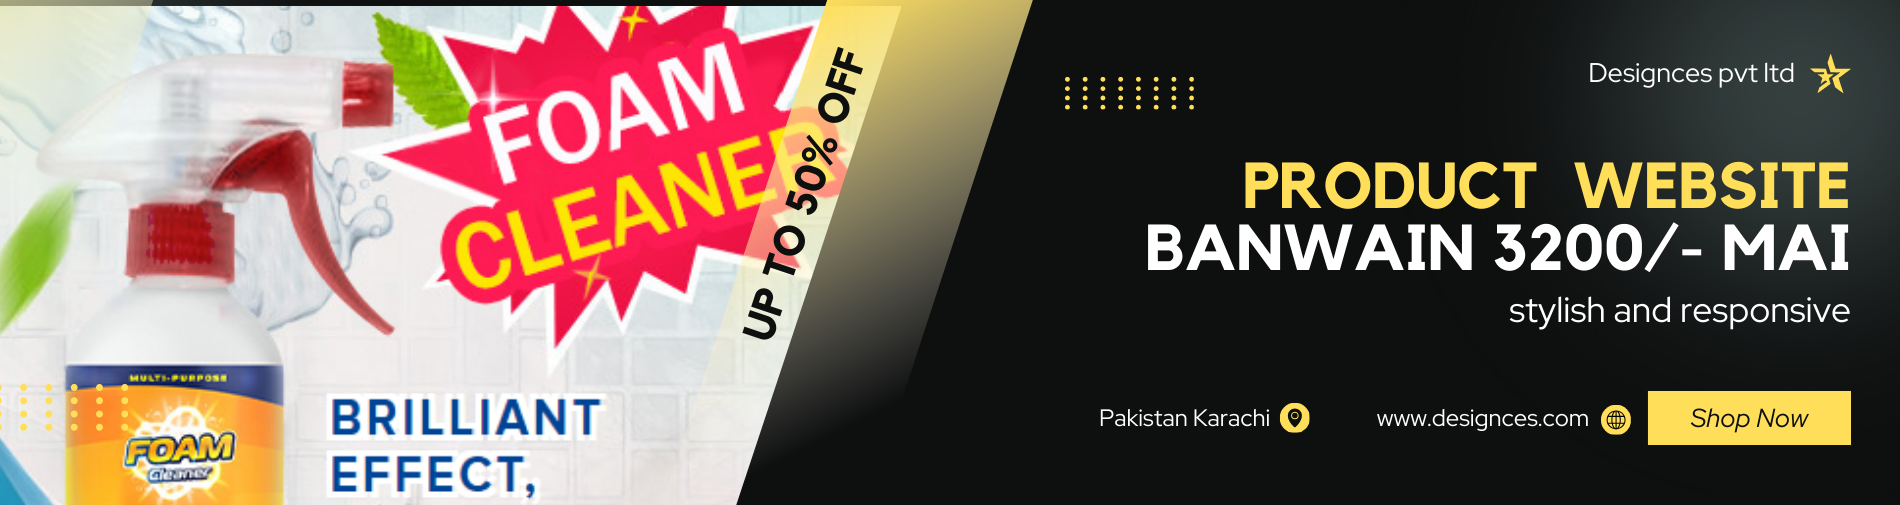 FOAM
CLEANER
UP TO 50% OFF
MULTI-PURPOSE
FOAM
Cleaner
BRILLIANT
EFFECT,
Designces pvt ltd
PRODUCT WEBSITE
BANWAIN 3200/- MAI
stylish and responsive
Pakistan Karachi
www.designces.com
Shop Now